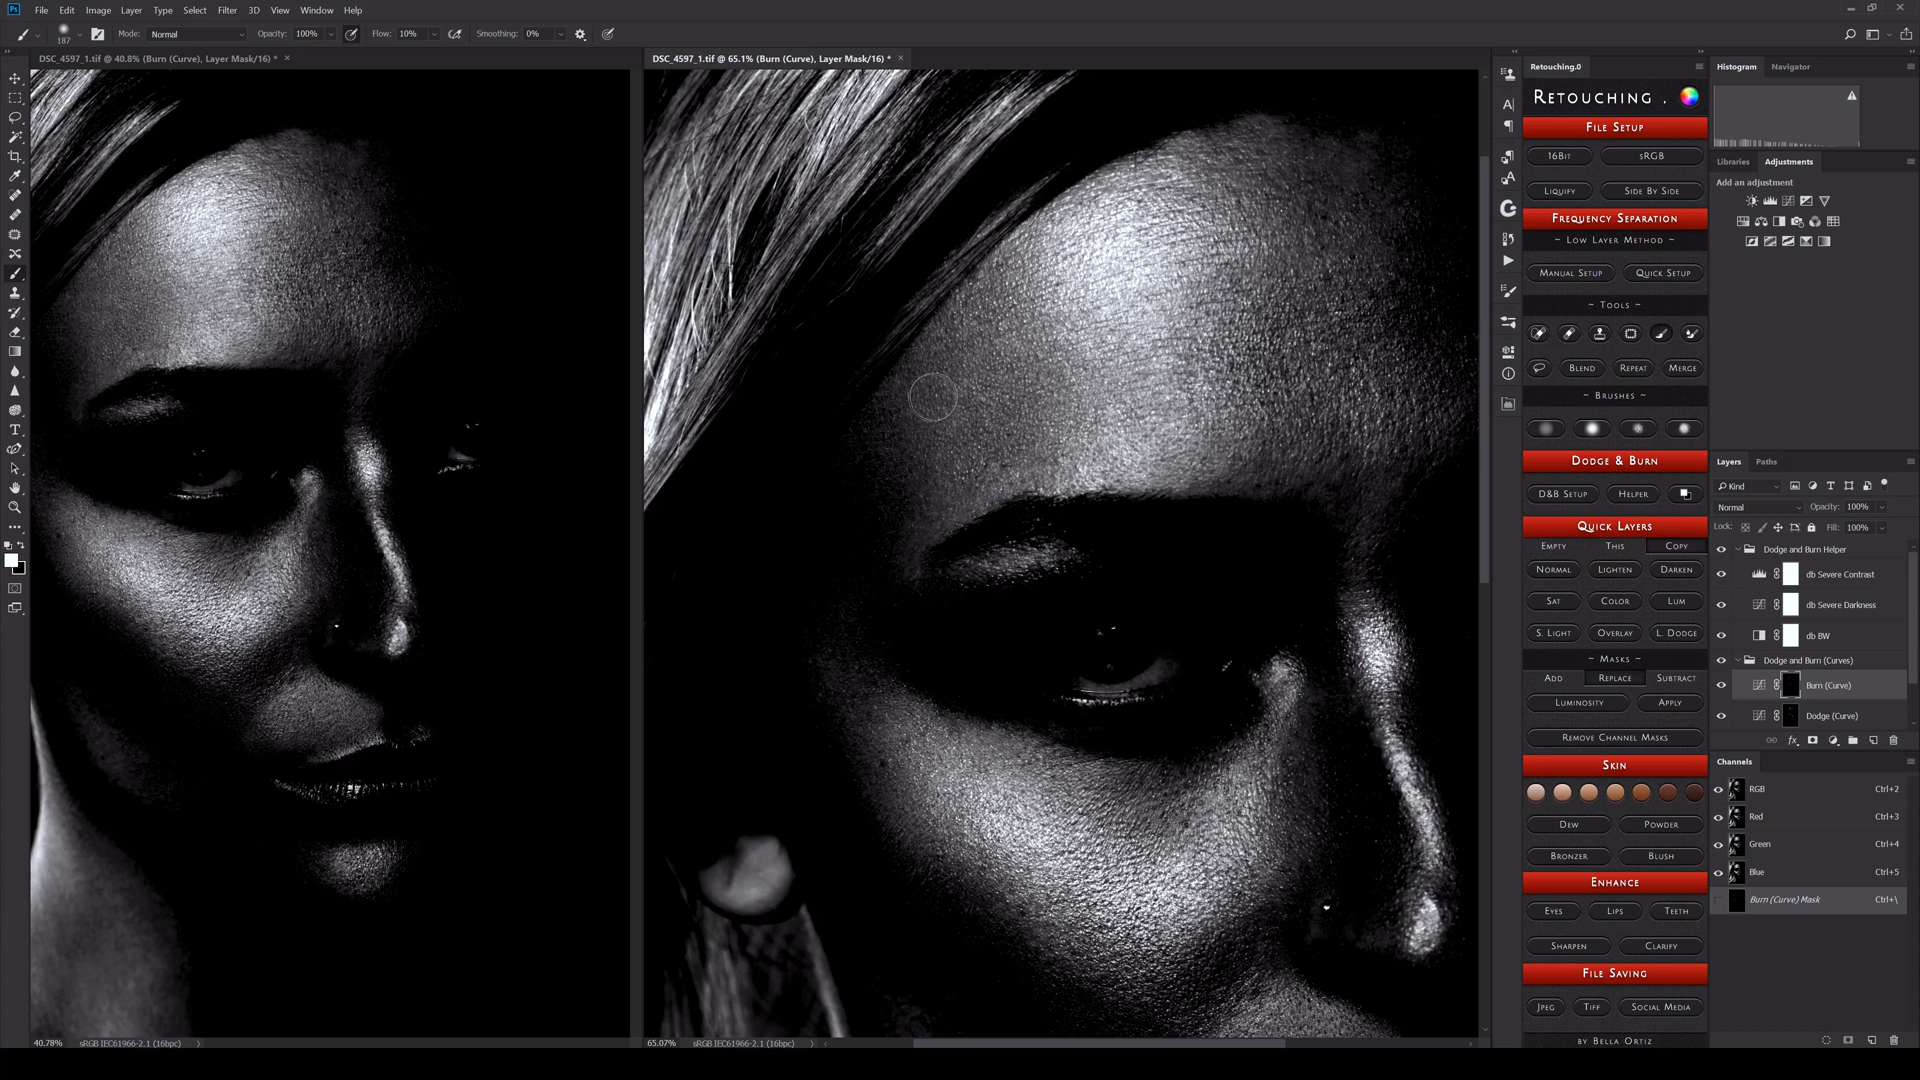 Ps File Edit Image Layer Type Select Filter 3D View Window Help
187 Mode: Normal Opacity: 100% Flow: 10% Smoothing: 0%
DSC_4597_1.tif @ 40.8% (Burn (Curve), Layer Mask/16) * ×
DSC_4597_1.tif @ 65.1% (Burn (Curve), Layer Mask/16) * ×
40.78% sRGB IEC61966-2.1 (16bpc)
65.07% sRGB IEC61966-2.1 (16bpc)
Retouching.0
Retouching .
File Setup
16Bit sRGB
Liquify Side By Side
Frequency Separation
~ Low Layer Method ~
Manual Setup Quick Setup
~ Tools ~
Blend Repeat Merge
~ Brushes ~
Dodge & Burn
D&B Setup Helper
Quick Layers
Empty This Copy
Normal Lighten Darken
Sat Color Lum
S. Light Overlay L. Dodge
~ Masks ~
Add Replace Subtract
Luminosity Apply
Remove Channel Masks
Skin
Dew Powder
Bronzer Blush
Enhance
Eyes Lips Teeth
Sharpen Clarify
File Saving
Jpeg Tiff Social Media
by Bella Ortiz
Histogram Navigator
Libraries Adjustments
Add an adjustment
Layers Paths
Kind
Normal Opacity: 100%
Lock: Fill: 100%
Dodge and Burn Helper
db Severe Contrast
db Severe Darkness
db BW
Dodge and Burn (Curves)
Burn (Curve)
Dodge (Curve)
Channels
RGB Ctrl+2
Red Ctrl+3
Green Ctrl+4
Blue Ctrl+5
Burn (Curve) Mask Ctrl+\